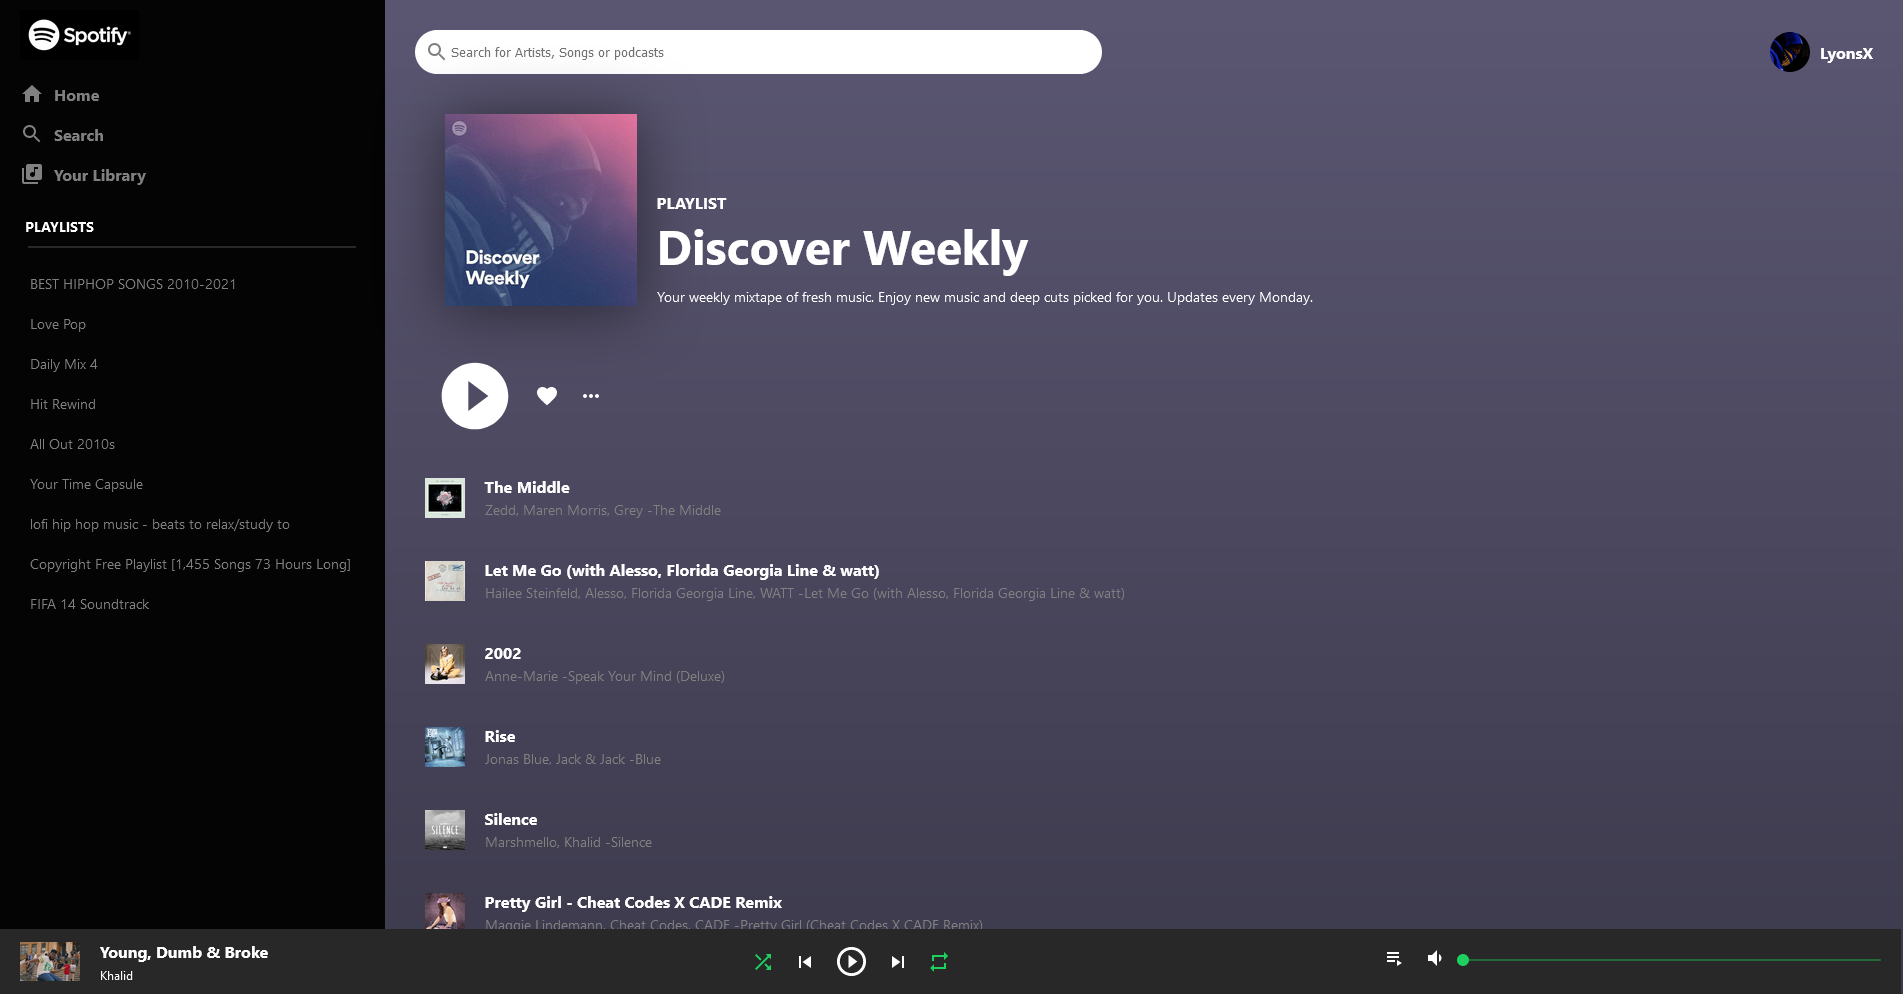 Spotify
Home
Search
Your Library
PLAYLISTS
BEST HIPHOP SONGS 2010-2021
Love Pop
Daily Mix 4
Hit Rewind
All Out 2010s
Your Time Capsule
lofi hip hop music - beats to relax/study to
Copyright Free Playlist [1,455 Songs 73 Hours Long]
FIFA 14 Soundtrack
Search for Artists, Songs or podcasts
LyonsX
Discover
Weekly
PLAYLIST
Discover Weekly
Your weekly mixtape of fresh music. Enjoy new music and deep cuts picked for you. Updates every Monday.
The Middle
Zedd, Maren Morris, Grey -The Middle
Let Me Go (with Alesso, Florida Georgia Line & watt)
Hailee Steinfeld, Alesso, Florida Georgia Line, WATT -Let Me Go (with Alesso, Florida Georgia Line & watt)
2002
Anne-Marie -Speak Your Mind (Deluxe)
Rise
Jonas Blue, Jack & Jack -Blue
SILENCE
Silence
Marshmello, Khalid -Silence
Pretty Girl - Cheat Codes X CADE Remix
Maggie Lindemann, Cheat Codes, CADE -Pretty Girl (Cheat Codes X CADE Remix)
Young, Dumb & Broke
Khalid